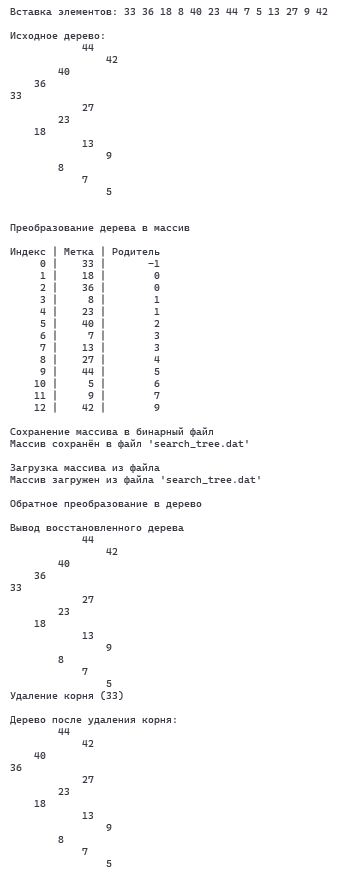 Вставка элементов: 33 36 18 8 40 23 44 7 5 13 27 9 42

Исходное дерево:
            44
                42
        40
    36
33
            27
        23
    18
            13
                9
        8
            7
                5


Преобразование дерева в массив

Индекс | Метка | Родитель
     0 |    33 |       −1
     1 |    18 |        0
     2 |    36 |        0
     3 |     8 |        1
     4 |    23 |        1
     5 |    40 |        2
     6 |     7 |        3
     7 |    13 |        3
     8 |    27 |        4
     9 |    44 |        5
    10 |     5 |        6
    11 |     9 |        7
    12 |    42 |        9

Сохранение массива в бинарный файл
Массив сохранён в файл 'search_tree.dat'

Загрузка массива из файла
Массив загружен из файла 'search_tree.dat'

Обратное преобразование в дерево

Вывод восстановленного дерева
            44
                42
        40
    36
33
            27
        23
    18
            13
                9
        8
            7
                5
Удаление корня (33)

Дерево после удаления корня:
        44
            42
    40
36
            27
        23
    18
            13
                9
        8
            7
                5